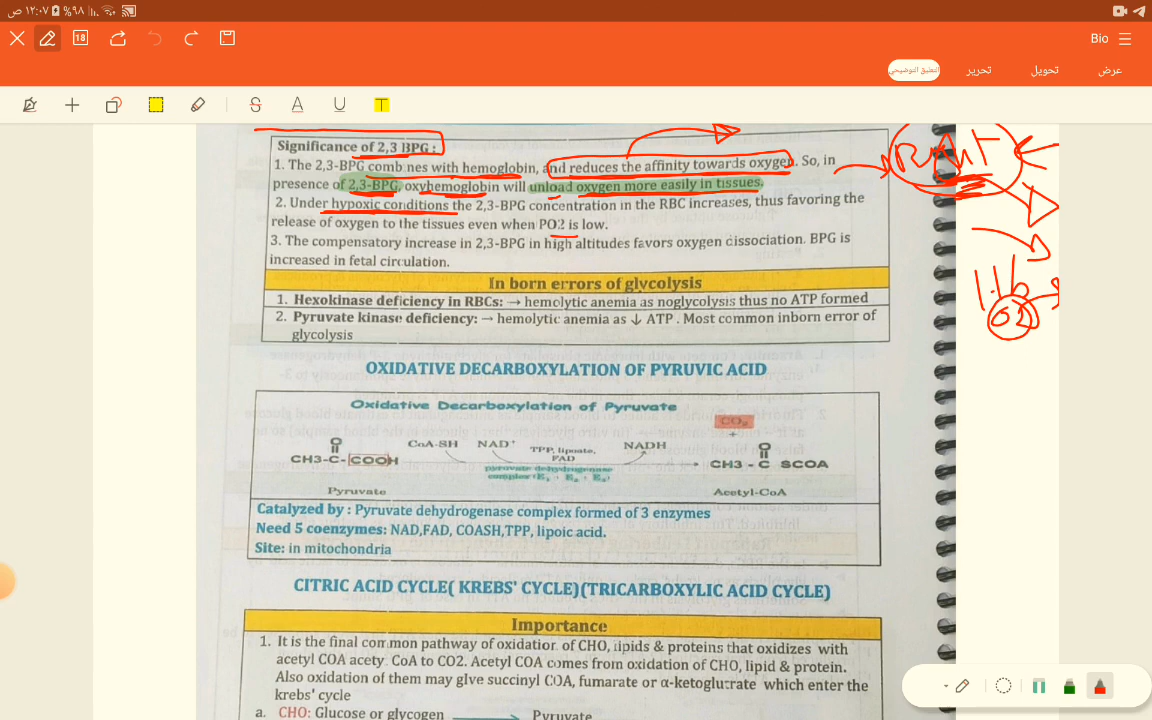 ١٢:٠٧ ص %٩٨
18
Bio
عرض
تحويل
تحرير
التعليق التوضيحي
S A U T
Significance of 2,3 BPG :
1. The 2,3-BPG combines with hemoglobin, and reduces the affinity towards oxygen. So, in
presence of 2,3-BPG, oxyhemoglobin will unload oxygen more easily in tissues.
2. Under hypoxic conditions the 2,3-BPG concentration in the RBC increases, thus favoring the
release of oxygen to the tissues even when PO2 is low.
3. The compensatory increase in 2,3-BPG in high altitudes favors oxygen dissociation. BPG is
increased in fetal circulation.
In born errors of glycolysis
1. Hexokinase deficiency in RBCs: → hemolytic anemia as noglycolysis thus no ATP formed
2. Pyruvate kinase deficiency: → hemolytic anemia as ↓ ATP . Most common inborn error of
glycolysis
OXIDATIVE DECARBOXYLATION OF PYRUVIC ACID
Oxidative Decarboxylation of Pyruvate
CO₂
+
O O
CoA-SH NAD⁺ TPP, lipoate, NADH
FAD
CH3-C-COOH CH3 - C SCOA
pyruvate dehydrogenase
complex (E₁ + E₂ + E₃)
Pyruvate Acetyl-CoA
Catalyzed by : Pyruvate dehydrogenase complex formed of 3 enzymes
Need 5 coenzymes: NAD,FAD, COASH,TPP, lipoic acid.
Site: in mitochondria
CITRIC ACID CYCLE( KREBS' CYCLE)(TRICARBOXYLIC ACID CYCLE)
Importance
1. It is the final common pathway of oxidation of CHO, lipids & proteins that oxidizes with
acetyl COA acety CoA to CO2. Acetyl COA comes from oxidation of CHO, lipid & protein.
Also oxidation of them may give succinyl COA, fumarate or α-ketoglutrate which enter the
krebs' cycle
a. CHO: Glucose or glycogen → Pyruvate
Hb
O2